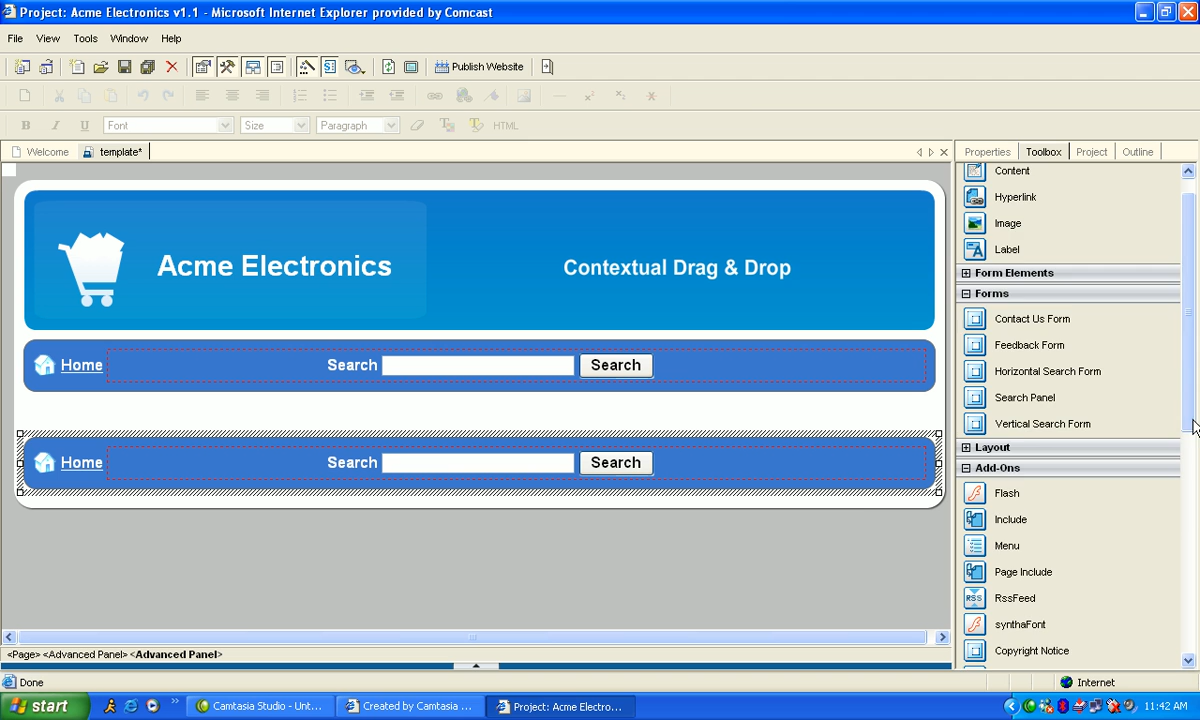 Project: Acme Electronics v1.1 - Microsoft Internet Explorer provided by Comcast
File View Tools Window Help
Publish Website
B I U Font Size Paragraph HTML
Welcome template*
Properties Toolbox Project Outline
Content
Hyperlink
Image
Label
Form Elements
Forms
Contact Us Form
Feedback Form
Horizontal Search Form
Search Panel
Vertical Search Form
Layout
Add-Ons
Flash
Include
Menu
Page Include
RSS RssFeed
synthaFont
Copyright Notice
Acme Electronics
Contextual Drag & Drop
Home Search Search
Home Search Search
<Page> <Advanced Panel> <Advanced Panel>
Done Internet
start Camtasia Studio - Unt... Created by Camtasia ... Project: Acme Electro... 11:42 AM